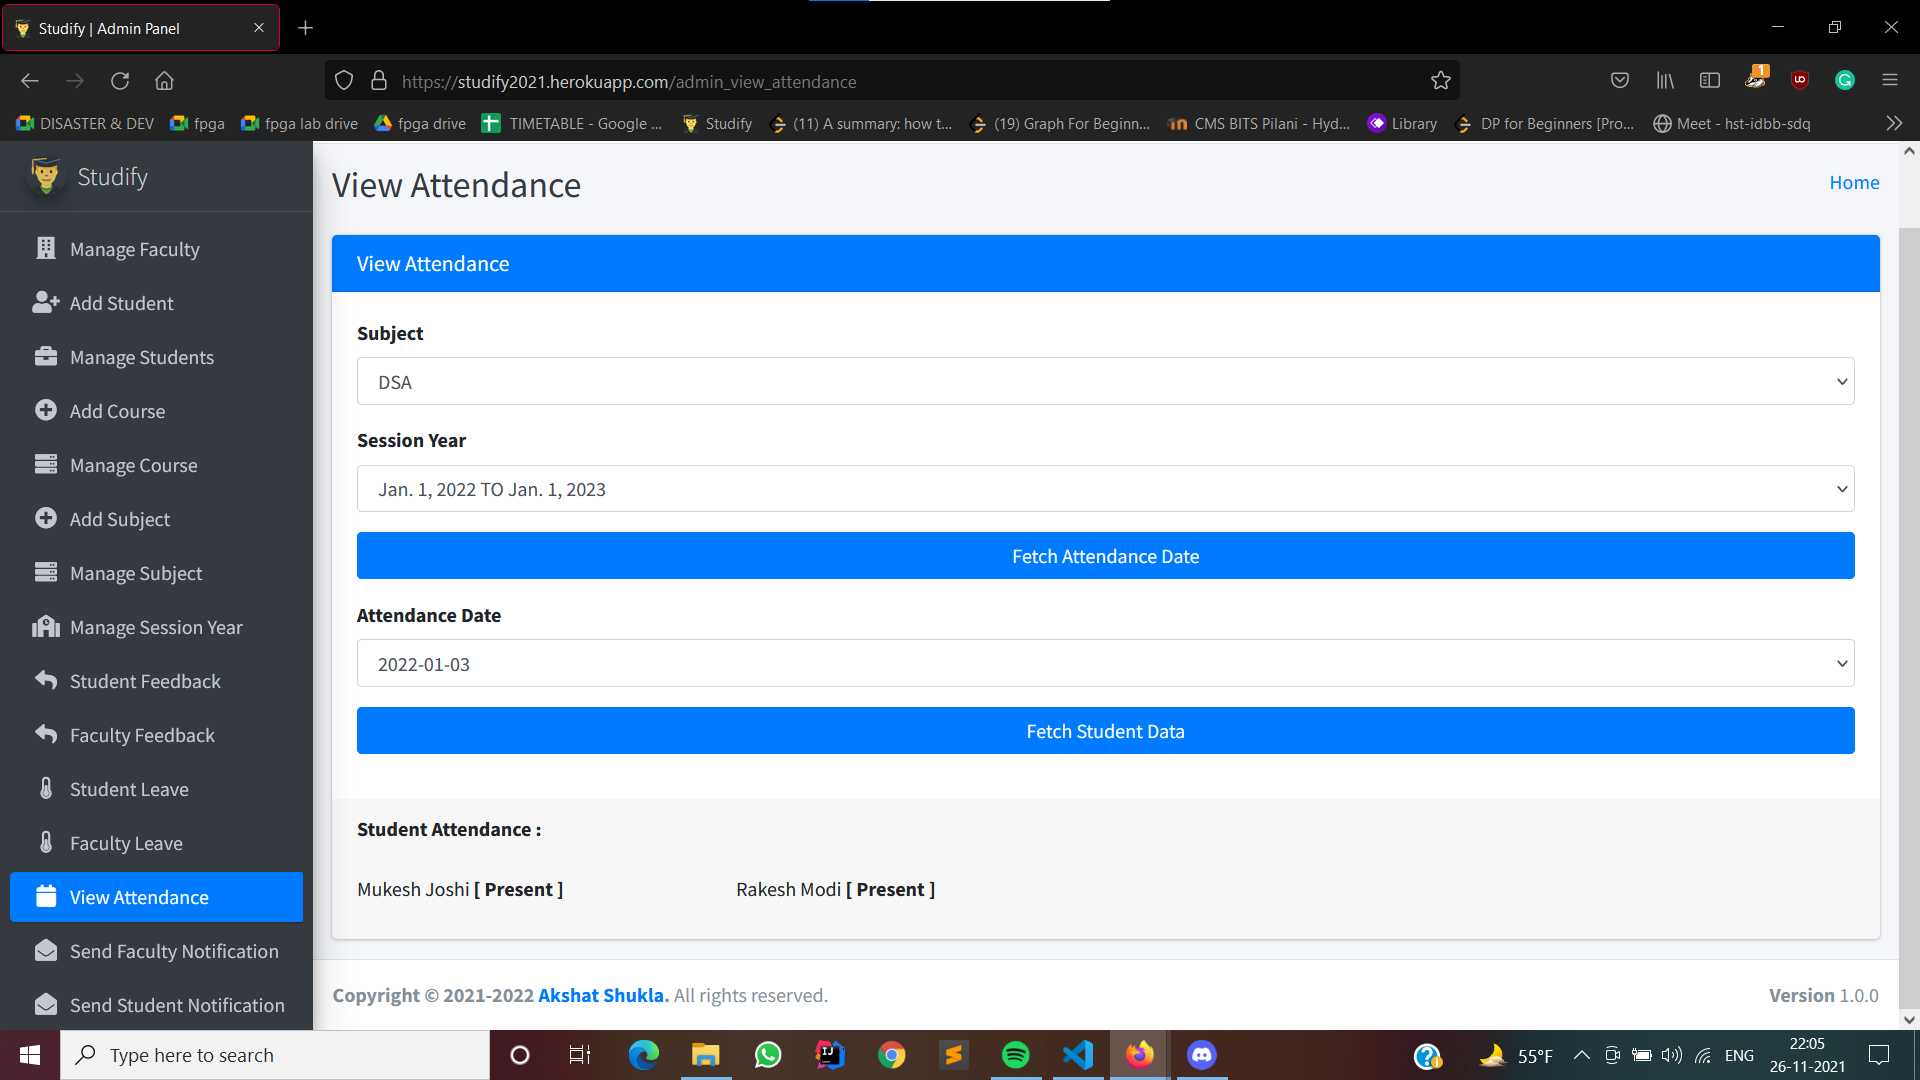 Studify | Admin Panel
https://studify2021.herokuapp.com/admin_view_attendance
1
DISASTER & DEV
fpga
fpga lab drive
fpga drive
TIMETABLE - Google ...
Studify
(11) A summary: how t...
(19) Graph For Beginn...
CMS BITS Pilani - Hyd...
Library
DP for Beginners [Pro...
Meet - hst-idbb-sdq
Studify
Manage Faculty
Add Student
Manage Students
Add Course
Manage Course
Add Subject
Manage Subject
Manage Session Year
Student Feedback
Faculty Feedback
Student Leave
Faculty Leave
View Attendance
Send Faculty Notification
Send Student Notification
View Attendance
Home
View Attendance
Subject
DSA
Session Year
Jan. 1, 2022 TO Jan. 1, 2023
Fetch Attendance Date
Attendance Date
2022-01-03
Fetch Student Data
Student Attendance :
Mukesh Joshi [ Present ]
Rakesh Modi [ Present ]
Copyright © 2021-2022 Akshat Shukla. All rights reserved.
Version 1.0.0
Type here to search
55°F
ENG
22:05
26-11-2021